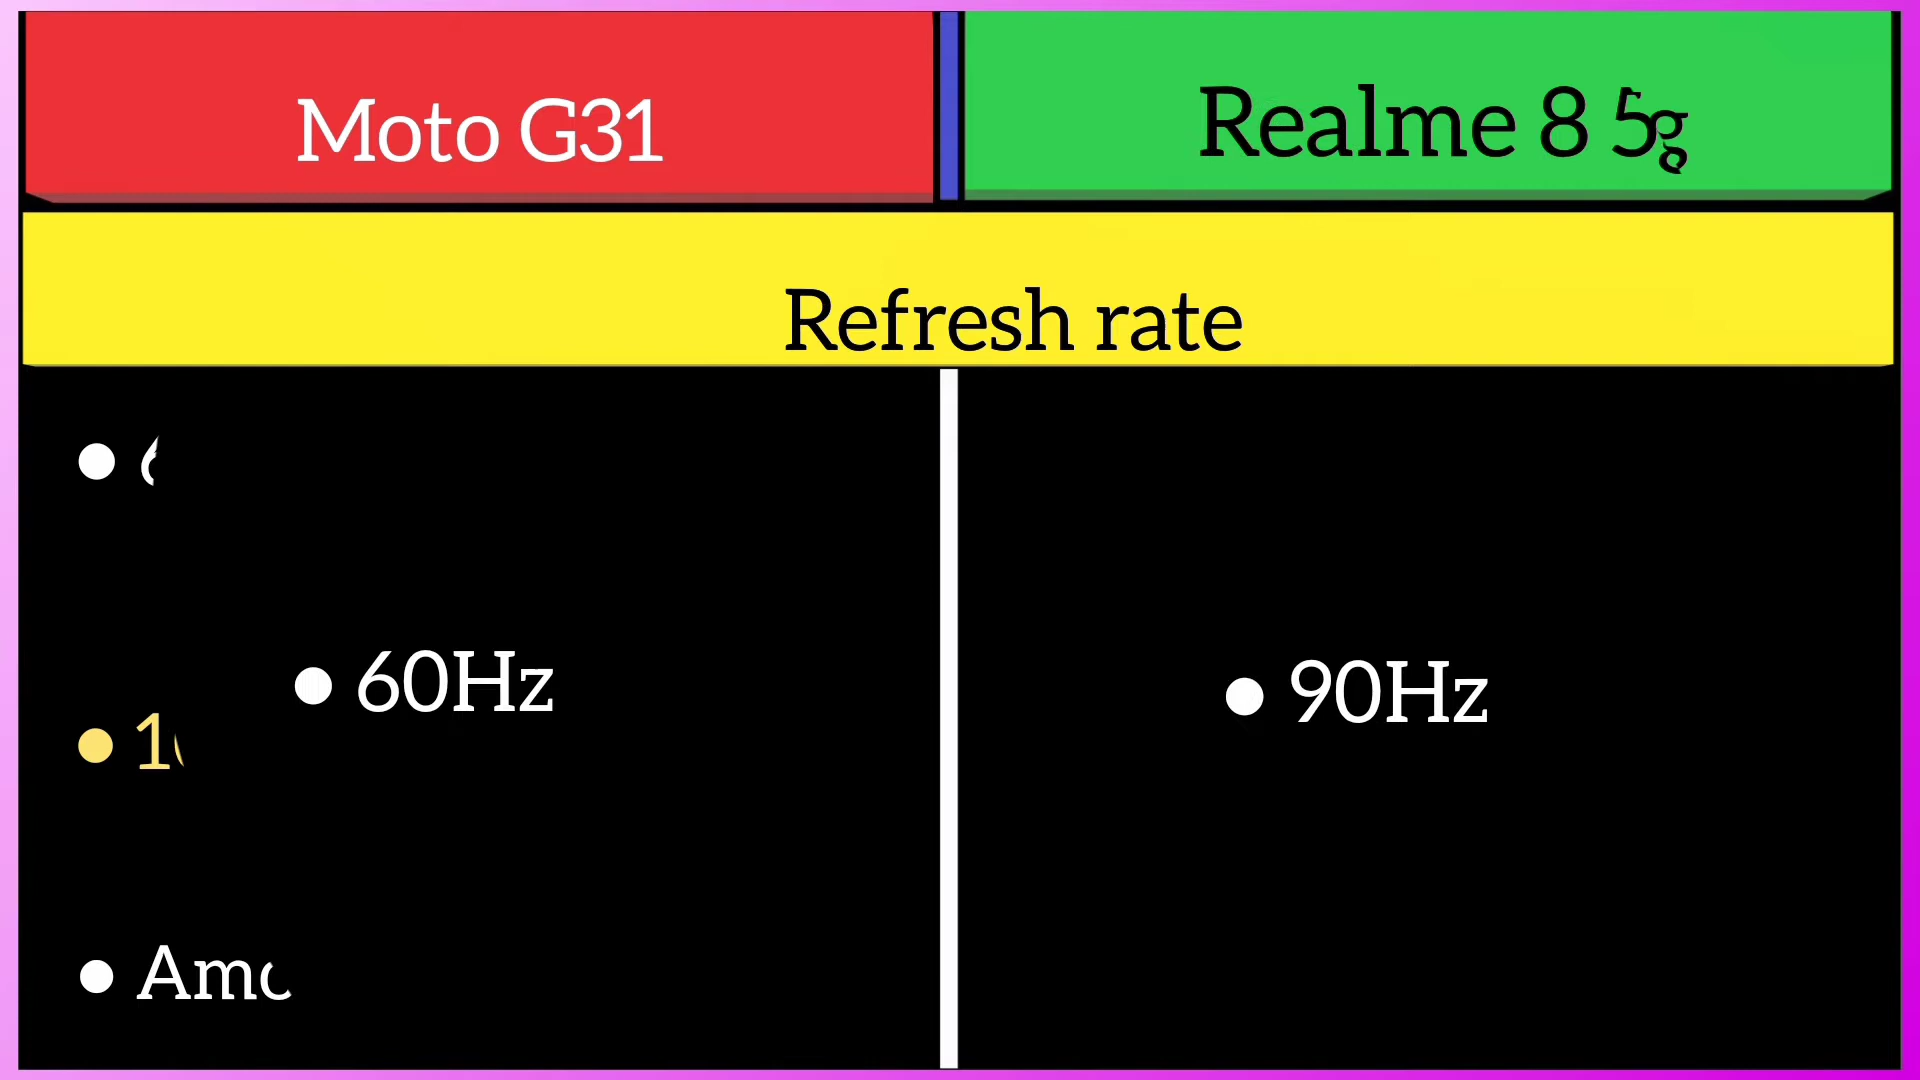 Moto G31
Realme 8 5g
Refresh rate
• 60Hz
• 90Hz